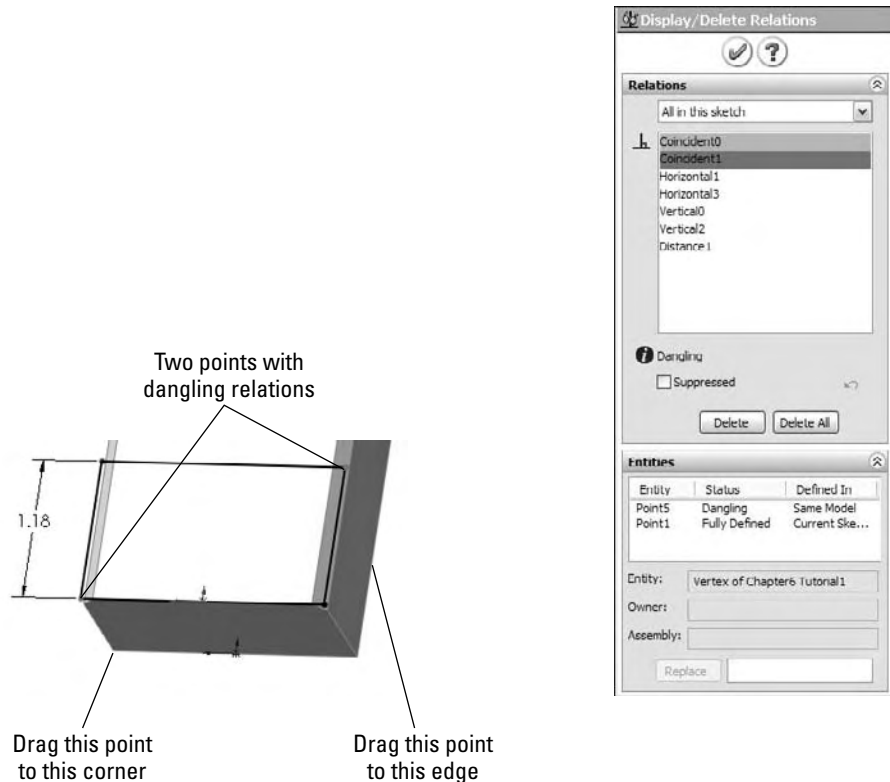 Display/Delete Relations
Relations
All in this sketch
Coincident0
Coincident1
Horizontal1
Horizontal3
Vertical0
Vertical2
Distance1
Dangling
Suppressed
Delete Delete All
Entities
Entity Status Defined In
Point5 Dangling Same Model
Point1 Fully Defined Current Ske...
Entity: Vertex of Chapter6 Tutorial1
Owner:
Assembly:
Replace
Two points with
dangling relations
1.18
Drag this point
to this corner
Drag this point
to this edge